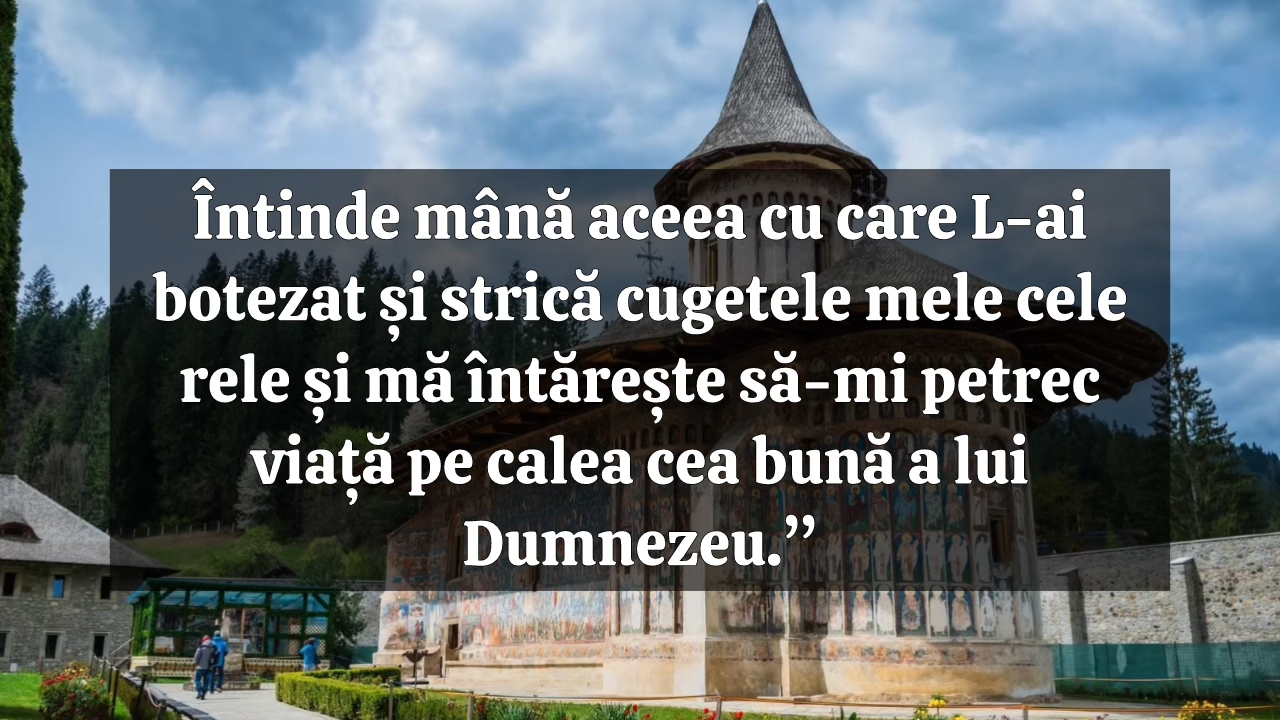 Întinde mână aceea cu care L-ai
botezat și strică cugetele mele cele
rele și mă întărește să-mi petrec
viață pe calea cea bună a lui
Dumnezeu.”